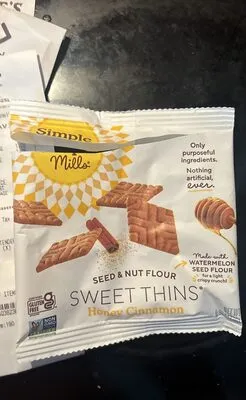 Simple
Mills
Only
purposeful
ingredients.
Nothing
artificial,
ever.
Made with
WATERMELON
SEED FLOUR
for a light
crispy crunch!
SEED & NUT FLOUR
SWEET THINS
Honey Cinnamon
GLUTEN
FREE
NON
GMO